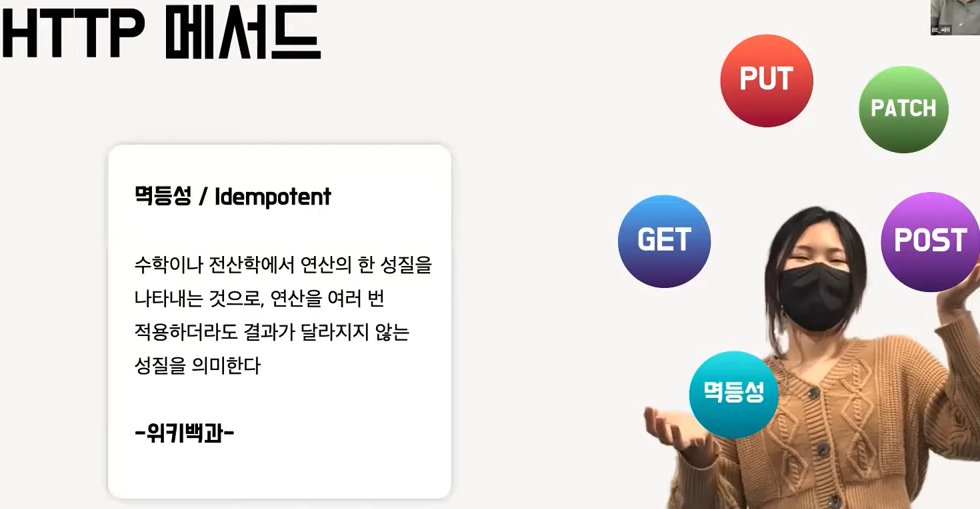 HTTP 메서드
PUT
PATCH
멱등성 / Idempotent
GET
POST
수학이나 전산학에서 연산의 한 성질을
나타내는 것으로, 연산을 여러 번
적용하더라도 결과가 달라지지 않는
성질을 의미한다
멱등성
-위키백과-